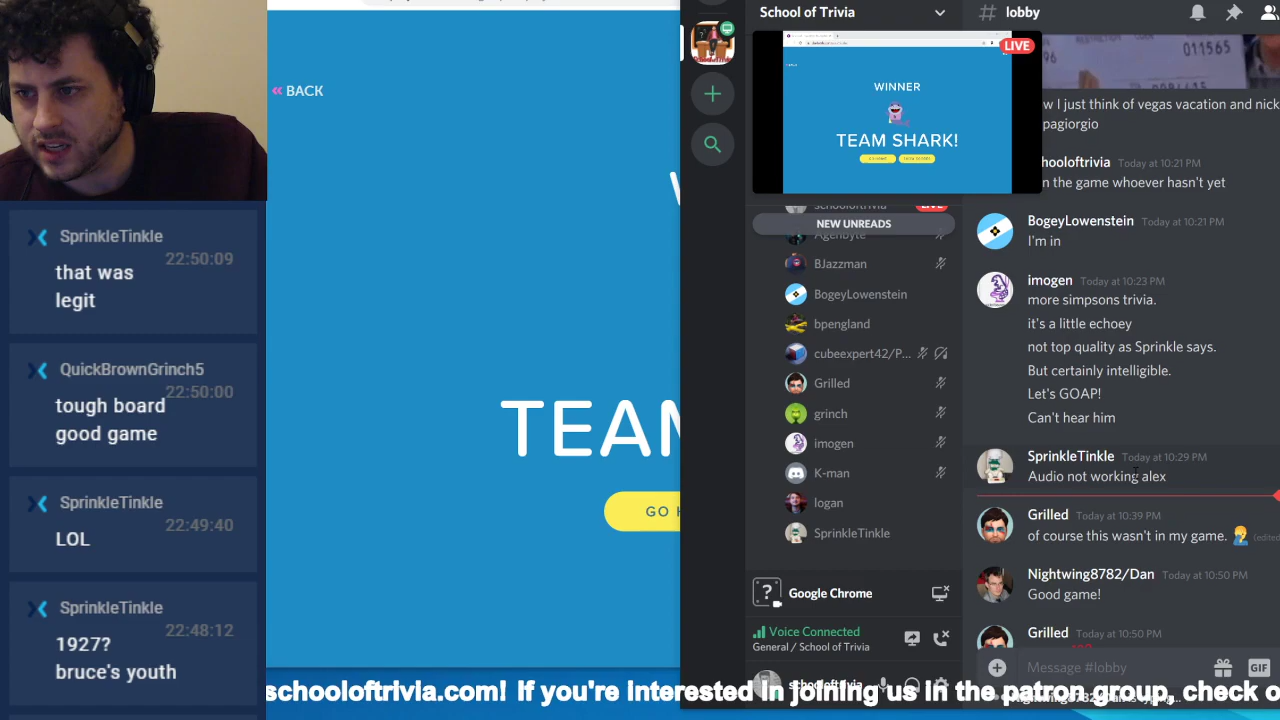 BACK
TEAM
GO H
SprinkleTinkle
22:50:09
that was
legit
QuickBrownGrinch5
22:50:00
tough board
good game
SprinkleTinkle
22:49:40
LOL
SprinkleTinkle
22:48:12
1927?
bruce's youth
School of Trivia
LIVE
WINNER
TEAM SHARK!
schooloftrivia
LIVE
NEW UNREADS
Agenbyte
BJazzman
BogeyLowenstein
bpengland
cubeexpert42/P...
Grilled
grinch
imogen
K-man
logan
SprinkleTinkle
Google Chrome
Voice Connected
General / School of Trivia
schooloftrivia
# lobby
011565
w I just think of vegas vacation and nick
pagiorgio
hooloftrivia Today at 10:21 PM
n the game whoever hasn't yet
BogeyLowenstein Today at 10:21 PM
I'm in
imogen Today at 10:23 PM
more simpsons trivia.
it's a little echoey
not top quality as Sprinkle says.
But certainly intelligible.
Let's GOAP!
Can't hear him
SprinkleTinkle Today at 10:29 PM
Audio not working alex
Grilled Today at 10:39 PM
of course this wasn't in my game. (edited
Nightwing8782/Dan Today at 10:50 PM
Good game!
Grilled Today at 10:50 PM
Message #lobby
GIF
schooloftrivia.com! If you're interested in joining us in the patron group, check o